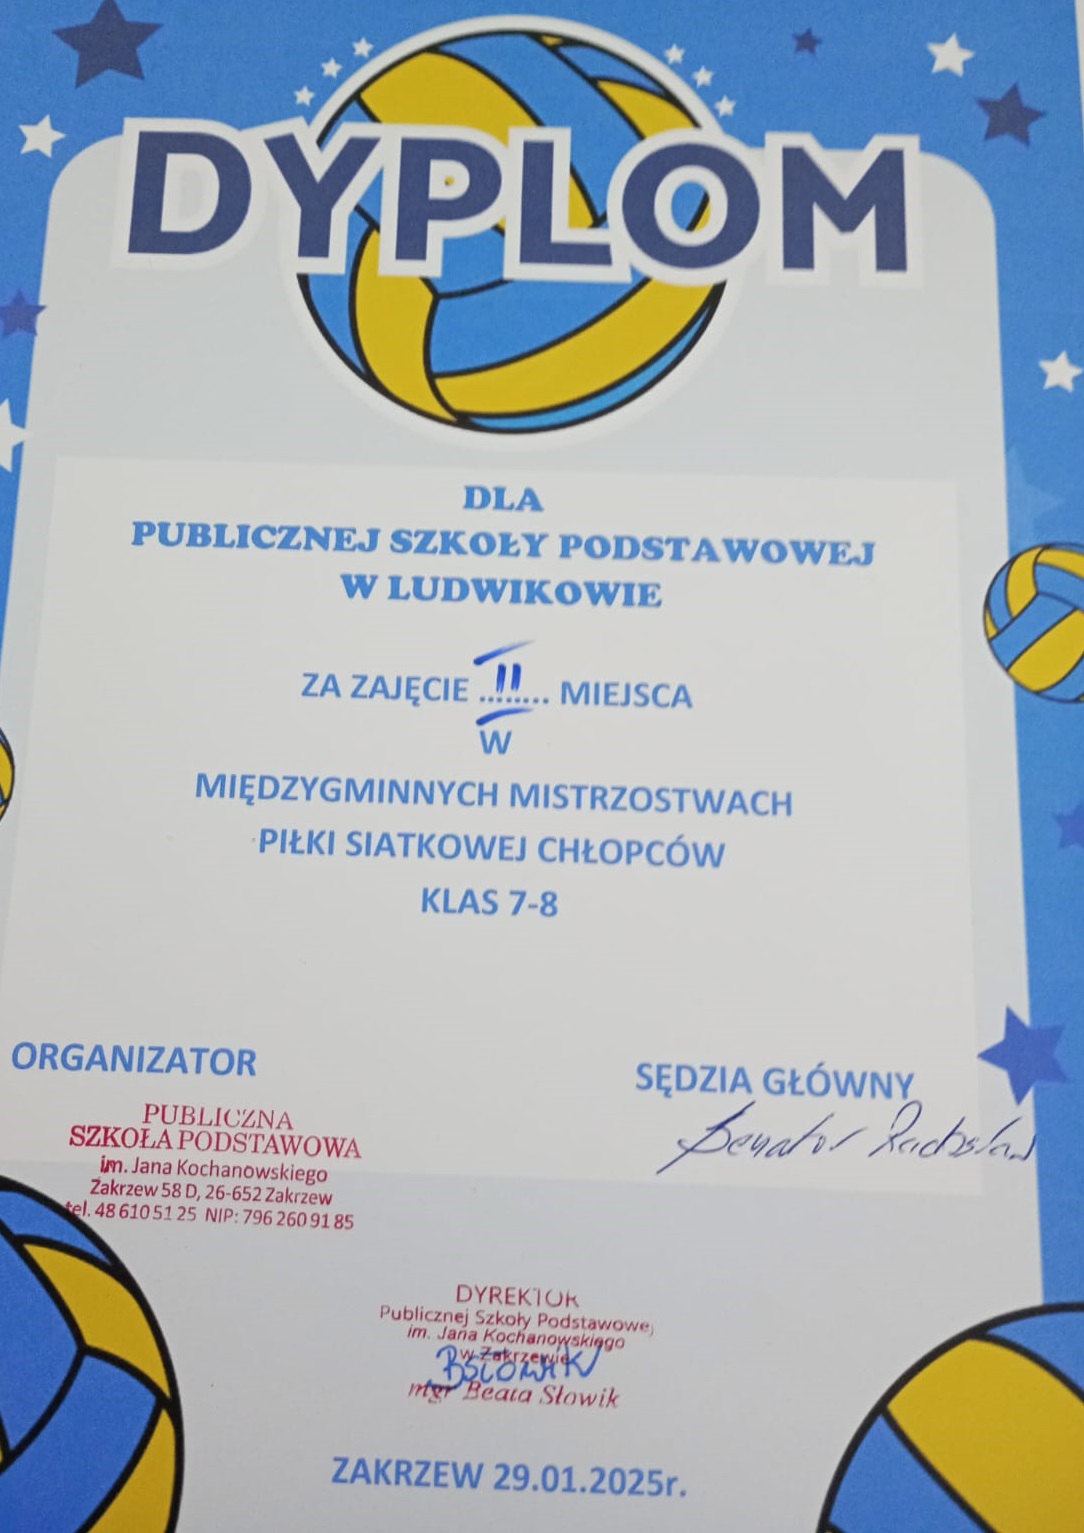 DYPLOM
DLA
PUBLICZNEJ SZKOŁY PODSTAWOWEJ
W LUDWIKOWIE
ZA ZAJĘCIE ...II..... MIEJSCA
W
MIĘDZYGMINNYCH MISTRZOSTWACH
PIŁKI SIATKOWEJ CHŁOPCÓW
KLAS 7-8
ORGANIZATOR
SĘDZIA GŁÓWNY
PUBLICZNA
SZKOŁA PODSTAWOWA
im. Jana Kochanowskiego
Zakrzew 58 D, 26-652 Zakrzew
tel. 48 610 51 25 NIP: 796 260 91 85
DYREKTOR
Publicznej Szkoły Podstawowej
im. Jana Kochanowskiego
w Zakrzewie
BSłowik
mgr Beata Słowik
ZAKRZEW 29.01.2025r.